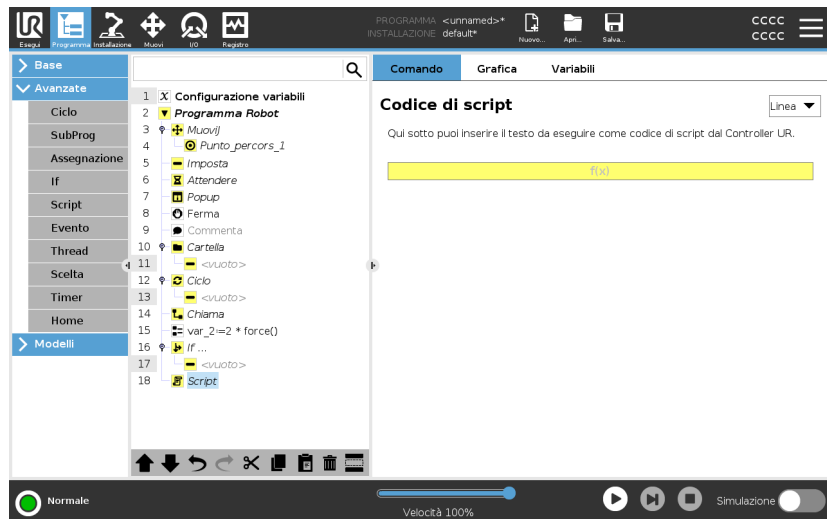 PROGRAMMA <unnamed>*
INSTALLAZIONE default*
Nuovo...
Apri...
Salva...
cccc
cccc
Esegui
Programma
Installazione
Muovi
I/O
Registro
Base
Avanzate
Ciclo
SubProg
Assegnazione
If
Script
Evento
Thread
Scelta
Timer
Home
Modelli
1 X Configurazione variabili
2 Programma Robot
3 MuoviJ
4 Punto_percors_1
5 Imposta
6 Attendere
7 Popup
8 Ferma
9 Commenta
10 Cartella
11 <vuoto>
12 Ciclo
13 <vuoto>
14 Chiama
15 var_2:=2 * force()
16 If ...
17 <vuoto>
18 Script
Comando Grafica Variabili
Codice di script
Linea
Qui sotto puoi inserire il testo da eseguire come codice di script dal Controller UR.
f(x)
Normale
Velocità 100%
Simulazione